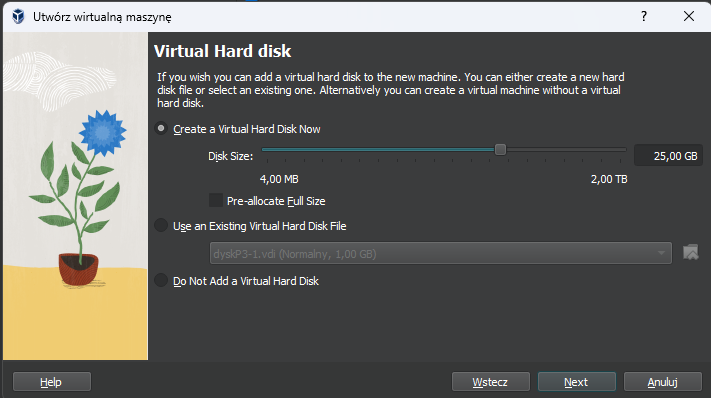 Utwórz wirtualną maszynę
Virtual Hard disk
If you wish you can add a virtual hard disk to the new machine. You can either create a new hard
disk file or select an existing one. Alternatively you can create a virtual machine without a virtual
hard disk.
Create a Virtual Hard Disk Now
Disk Size:
25,00 GB
4,00 MB
2,00 TB
Pre-allocate Full Size
Use an Existing Virtual Hard Disk File
dyskP3-1.vdi (Normalny, 1,00 GB)
Do Not Add a Virtual Hard Disk
Help
Wstecz
Next
Anuluj